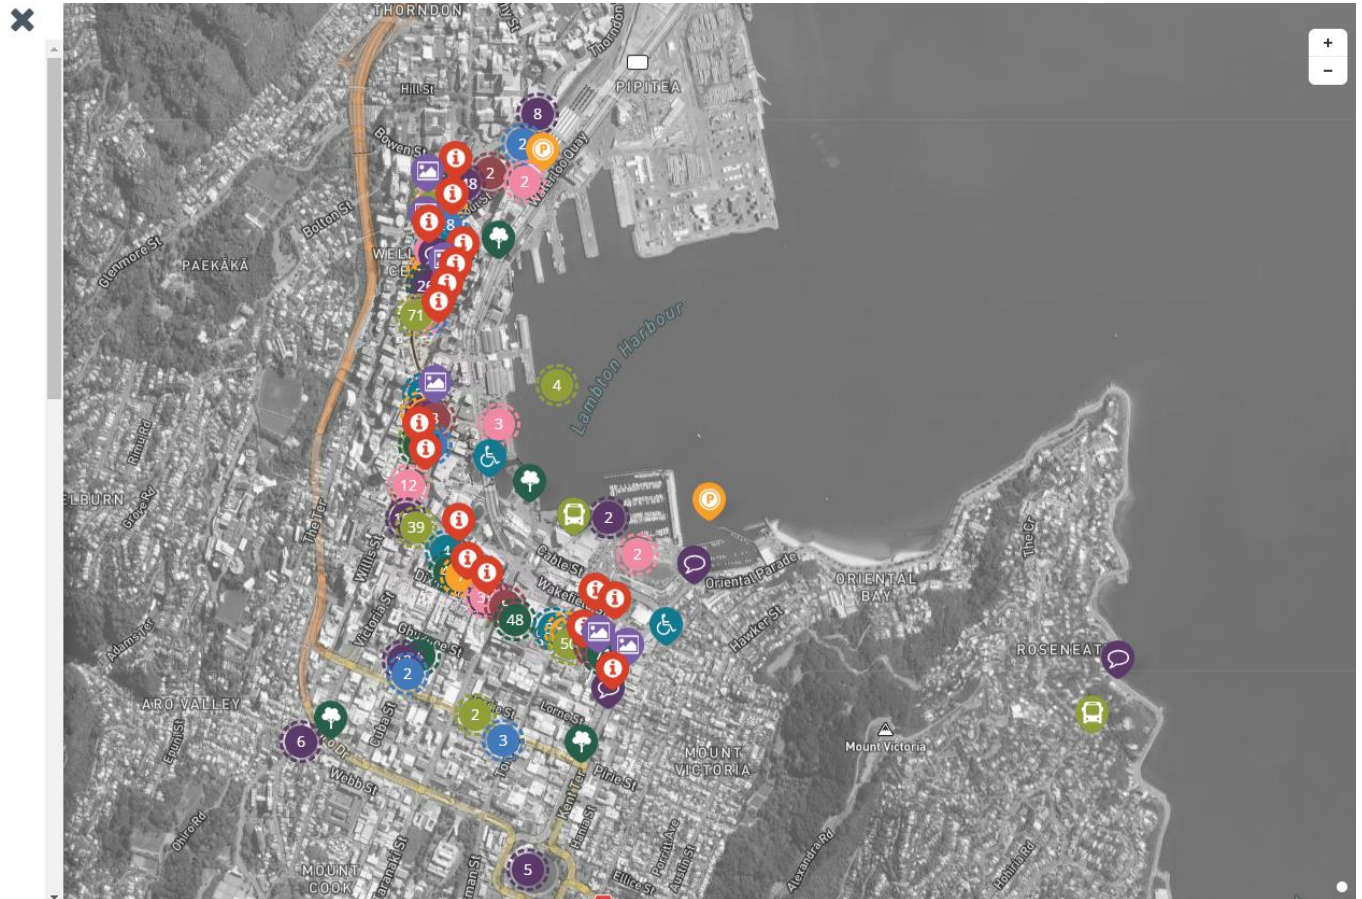 THORNDON
Thorndon
+
PIPITEA
−
Hill St
8
Bowen St
2
P
Waterloo Quay
2
48
2
Bolton St
Glenmore St
PAEKĀKĀ
26
71
Lambton Harbour
4
3
Rimu Rd
12
Grove Rd
The Ter
39
2
Willis St
4
2
Cable St
Oriental Parade
ORIENTAL
BAY
The Cr
Wakefield St
Victoria St
48
Hawker St
Adams Ter
Ghuznee St
50
2
ARO VALLEY
Epuni St
Cuba St
2
Lorne St
6
3
MOUNT
VICTORIA
Mount Victoria
Webb St
Pirie St
Kent Ter
Ohiro Rd
Hania St
Porritt Ave
Austin St
Alexandra Rd
Hohiria Rd
MOUNT
COOK
Taranaki St
5
Ellice St